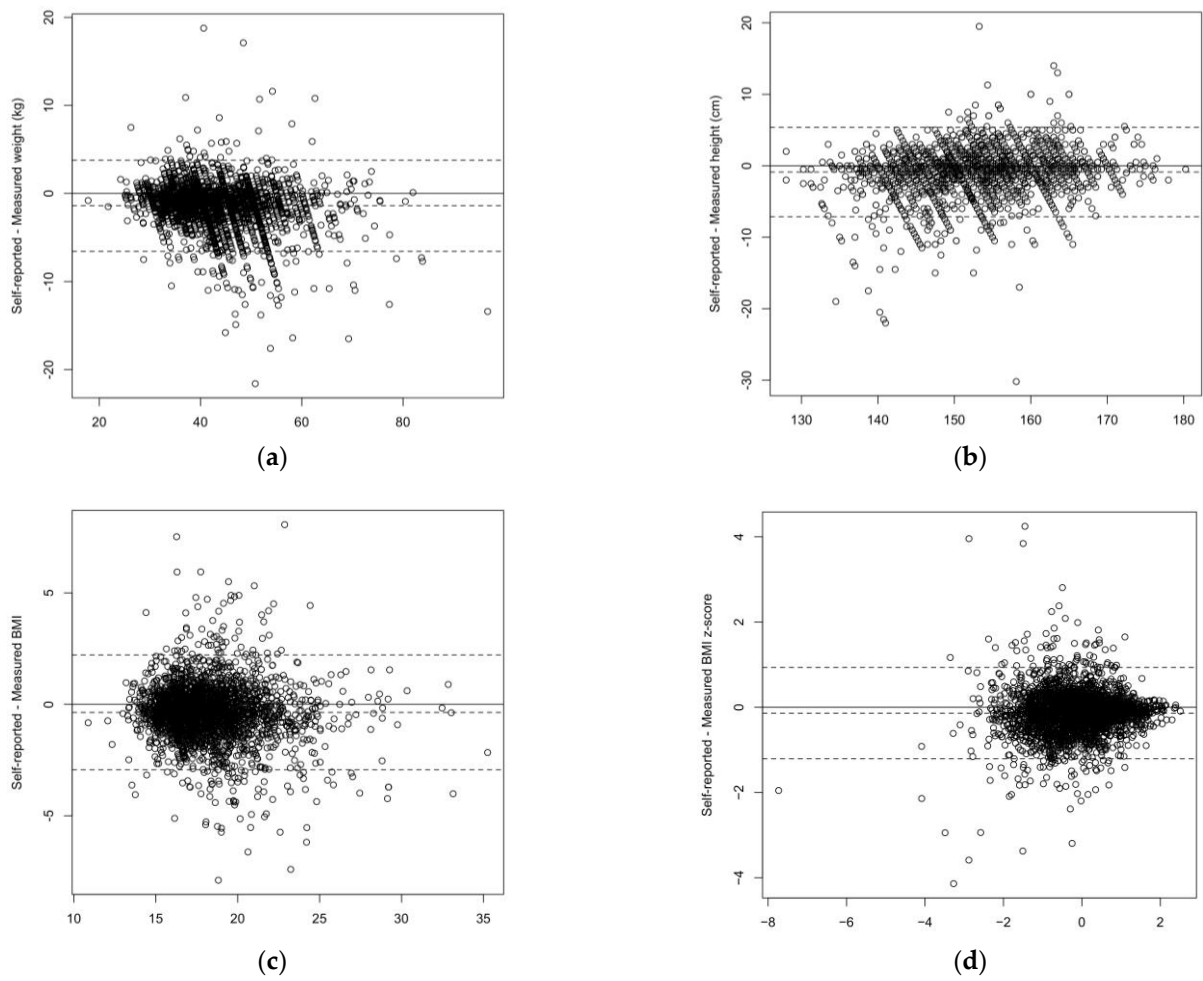 Self-reported - Measured weight (kg)
20
10
0
-10
-20
20 40 60 80
(a)
Self-reported - Measured height (cm)
20
10
0
-10
-20
-30
130 140 150 160 170 180
(b)
Self-reported - Measured BMI
5
0
-5
10 15 20 25 30 35
(c)
Self-reported - Measured BMI z-score
4
2
0
−2
−4
−8 −6 −4 −2 0 2
(d)